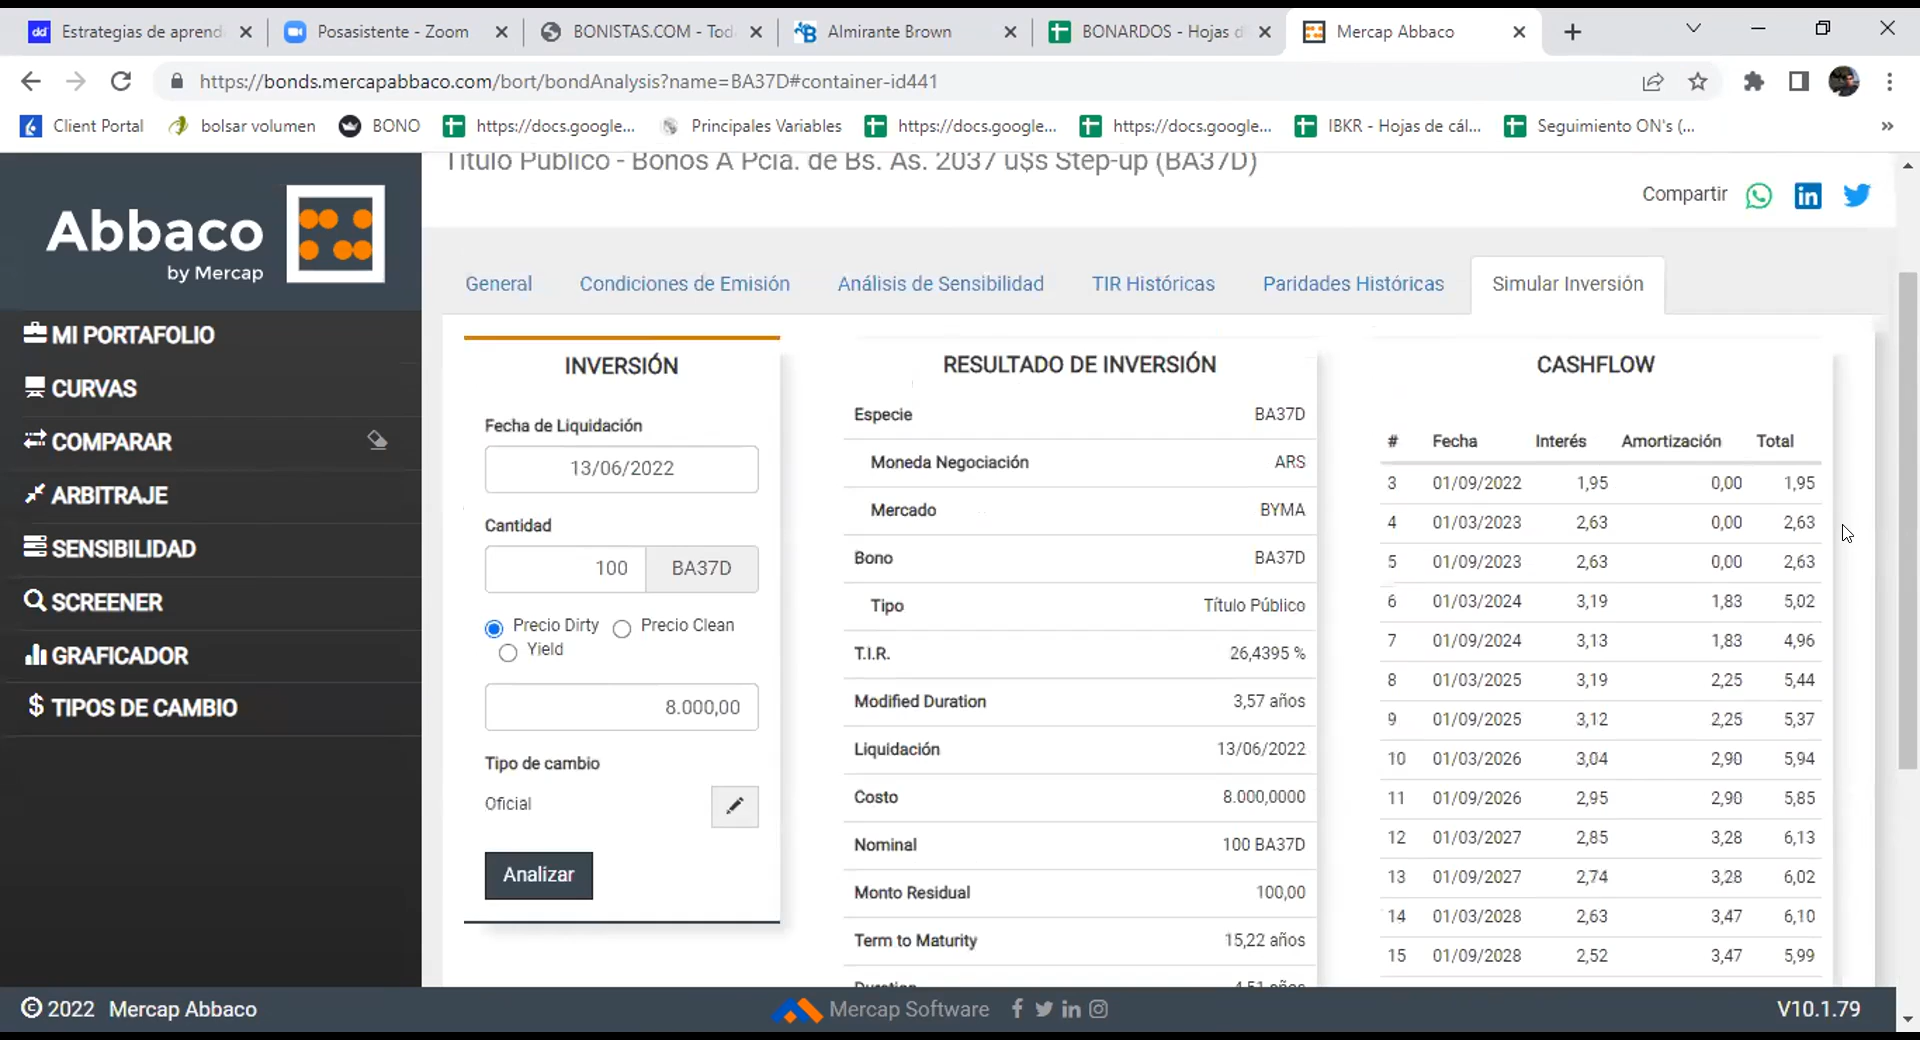 Estrategias de aprend
Posasistente - Zoom
BONISTAS.COM - Tod
Almirante Brown
BONARDOS - Hojas d
Mercap Abbaco
https://bonds.mercapabbaco.com/bort/bondAnalysis?name=BA37D#container-id441
Client Portal
bolsar volumen
BONO
https://docs.google...
Principales Variables
https://docs.google...
https://docs.google...
IBKR - Hojas de cál...
Seguimiento ON's (...
Título Público - Bonos A Pcia. de Bs. As. 2037 u$s Step-up (BA37D)
Compartir
Abbaco
by Mercap
MI PORTAFOLIO
CURVAS
COMPARAR
ARBITRAJE
SENSIBILIDAD
SCREENER
GRAFICADOR
$ TIPOS DE CAMBIO
General
Condiciones de Emisión
Análisis de Sensibilidad
TIR Históricas
Paridades Históricas
Simular Inversión
INVERSIÓN
Fecha de Liquidación
13/06/2022
Cantidad
100 BA37D
Precio Dirty
Precio Clean
Yield
8.000,00
Tipo de cambio
Oficial
Analizar
RESULTADO DE INVERSIÓN
Especie BA37D
Moneda Negociación ARS
Mercado BYMA
Bono BA37D
Tipo Título Público
T.I.R. 26,4395 %
Modified Duration 3,57 años
Liquidación 13/06/2022
Costo 8.000,0000
Nominal 100 BA37D
Monto Residual 100,00
Term to Maturity 15,22 años
Duration 4,51 años
CASHFLOW
# Fecha Interés Amortización Total
3 01/09/2022 1,95 0,00 1,95
4 01/03/2023 2,63 0,00 2,63
5 01/09/2023 2,63 0,00 2,63
6 01/03/2024 3,19 1,83 5,02
7 01/09/2024 3,13 1,83 4,96
8 01/03/2025 3,19 2,25 5,44
9 01/09/2025 3,12 2,25 5,37
10 01/03/2026 3,04 2,90 5,94
11 01/09/2026 2,95 2,90 5,85
12 01/03/2027 2,85 3,28 6,13
13 01/09/2027 2,74 3,28 6,02
14 01/03/2028 2,63 3,47 6,10
15 01/09/2028 2,52 3,47 5,99
© 2022 Mercap Abbaco
Mercap Software
V10.1.79